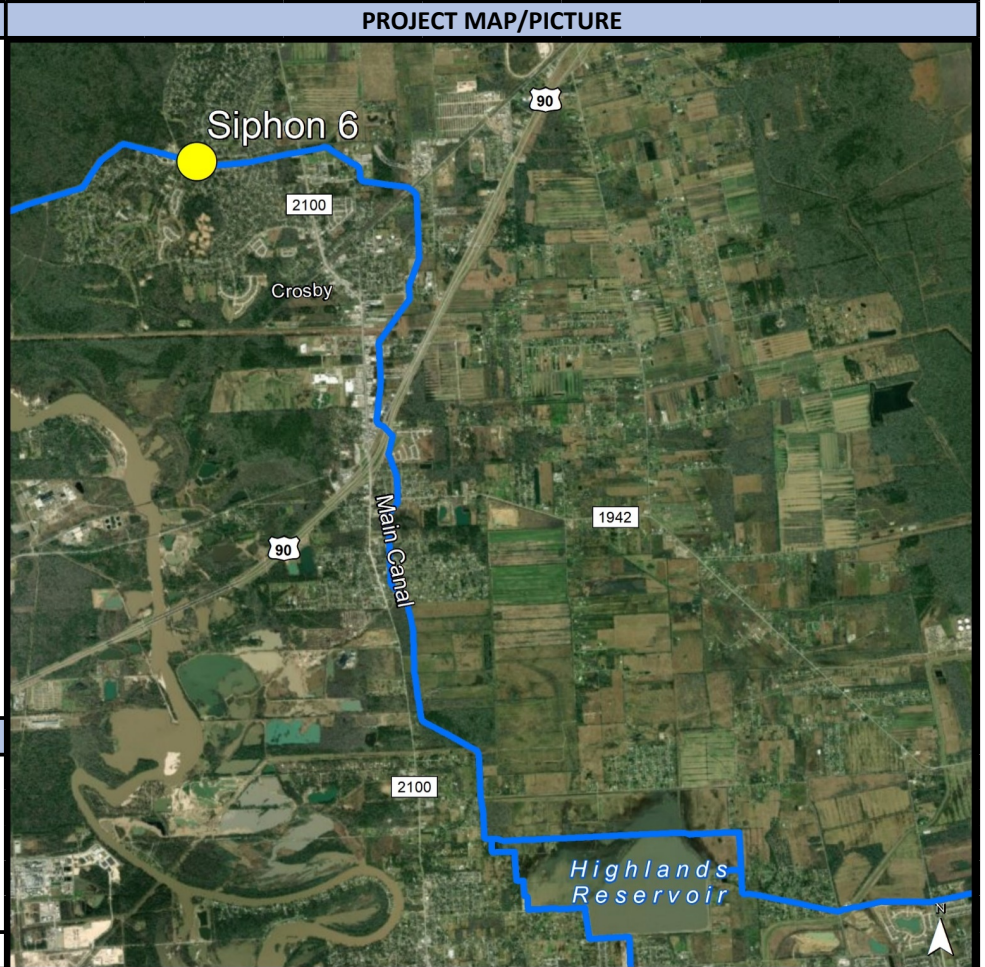 PROJECT MAP/PICTURE
90
Siphon 6
2100
Crosby
Main Canal
1942
90
2100
Highlands
Reservoir
N